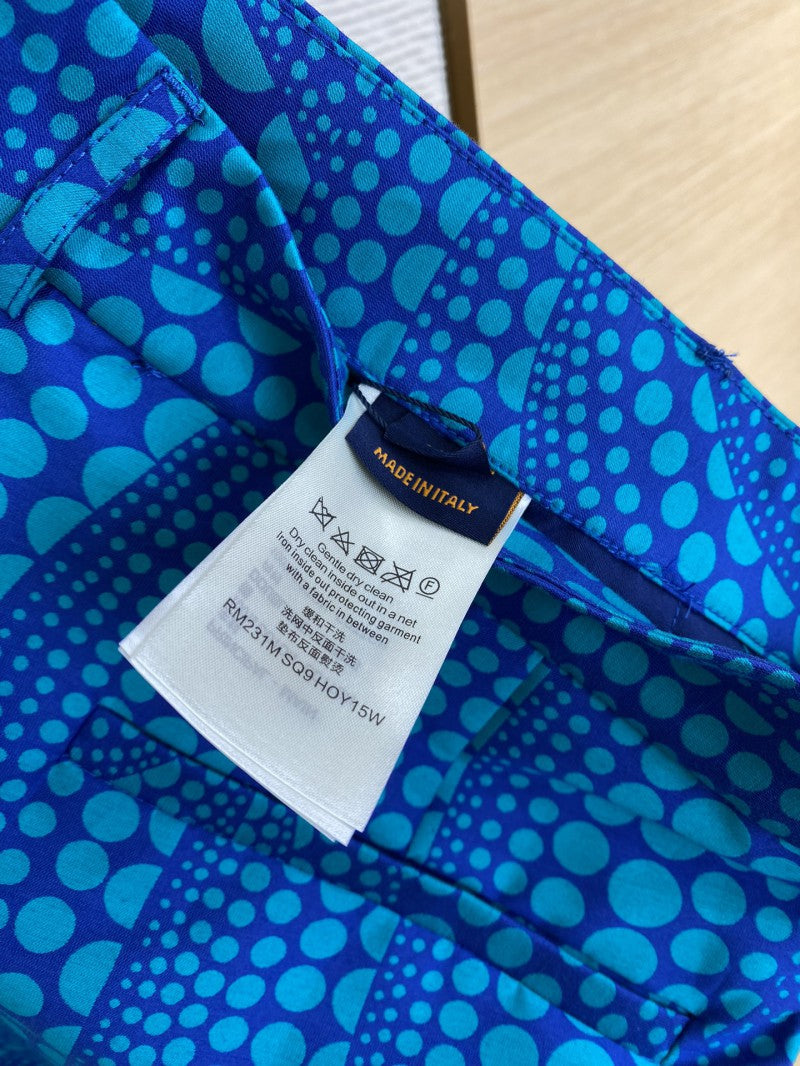 MADE IN ITALY
Gentle dry clean
Dry clean inside out in a net
Iron inside out protecting garment
with a fabric in between
缓和干洗
洗网中反面干洗
垫布反面熨烫
RM231M SQ9 HOY15W